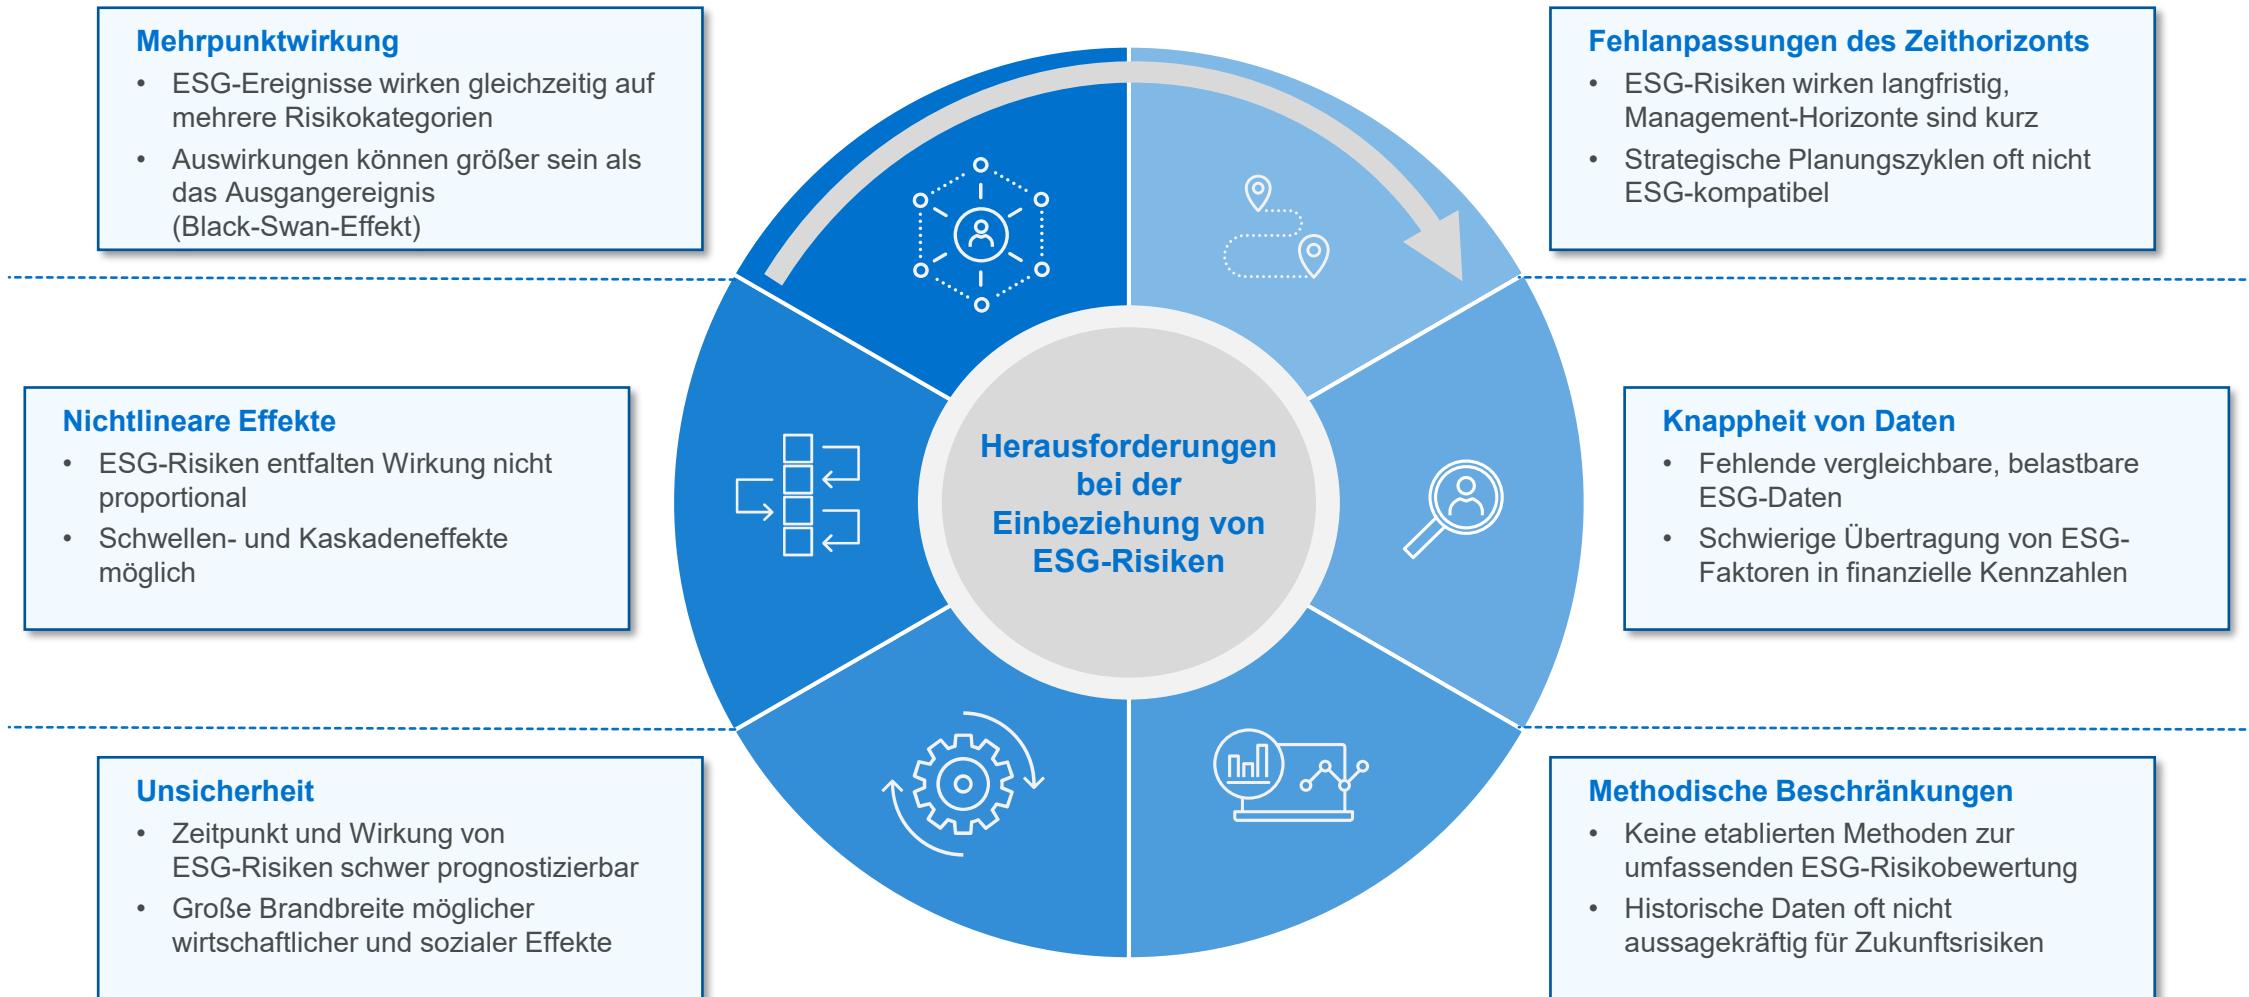 Mehrpunktwirkung
• ESG-Ereignisse wirken gleichzeitig auf
mehrere Risikokategorien
• Auswirkungen können größer sein als
das Ausgangereignis
(Black-Swan-Effekt)
Fehlanpassungen des Zeithorizonts
• ESG-Risiken wirken langfristig,
Management-Horizonte sind kurz
• Strategische Planungszyklen oft nicht
ESG-kompatibel
Nichtlineare Effekte
• ESG-Risiken entfalten Wirkung nicht
proportional
• Schwellen- und Kaskadeneffekte
möglich
Herausforderungen
bei der
Einbeziehung von
ESG-Risiken
Knappheit von Daten
• Fehlende vergleichbare, belastbare
ESG-Daten
• Schwierige Übertragung von ESG-
Faktoren in finanzielle Kennzahlen
Unsicherheit
• Zeitpunkt und Wirkung von
ESG-Risiken schwer prognostizierbar
• Große Brandbreite möglicher
wirtschaftlicher und sozialer Effekte
Methodische Beschränkungen
• Keine etablierten Methoden zur
umfassenden ESG-Risikobewertung
• Historische Daten oft nicht
aussagekräftig für Zukunftsrisiken